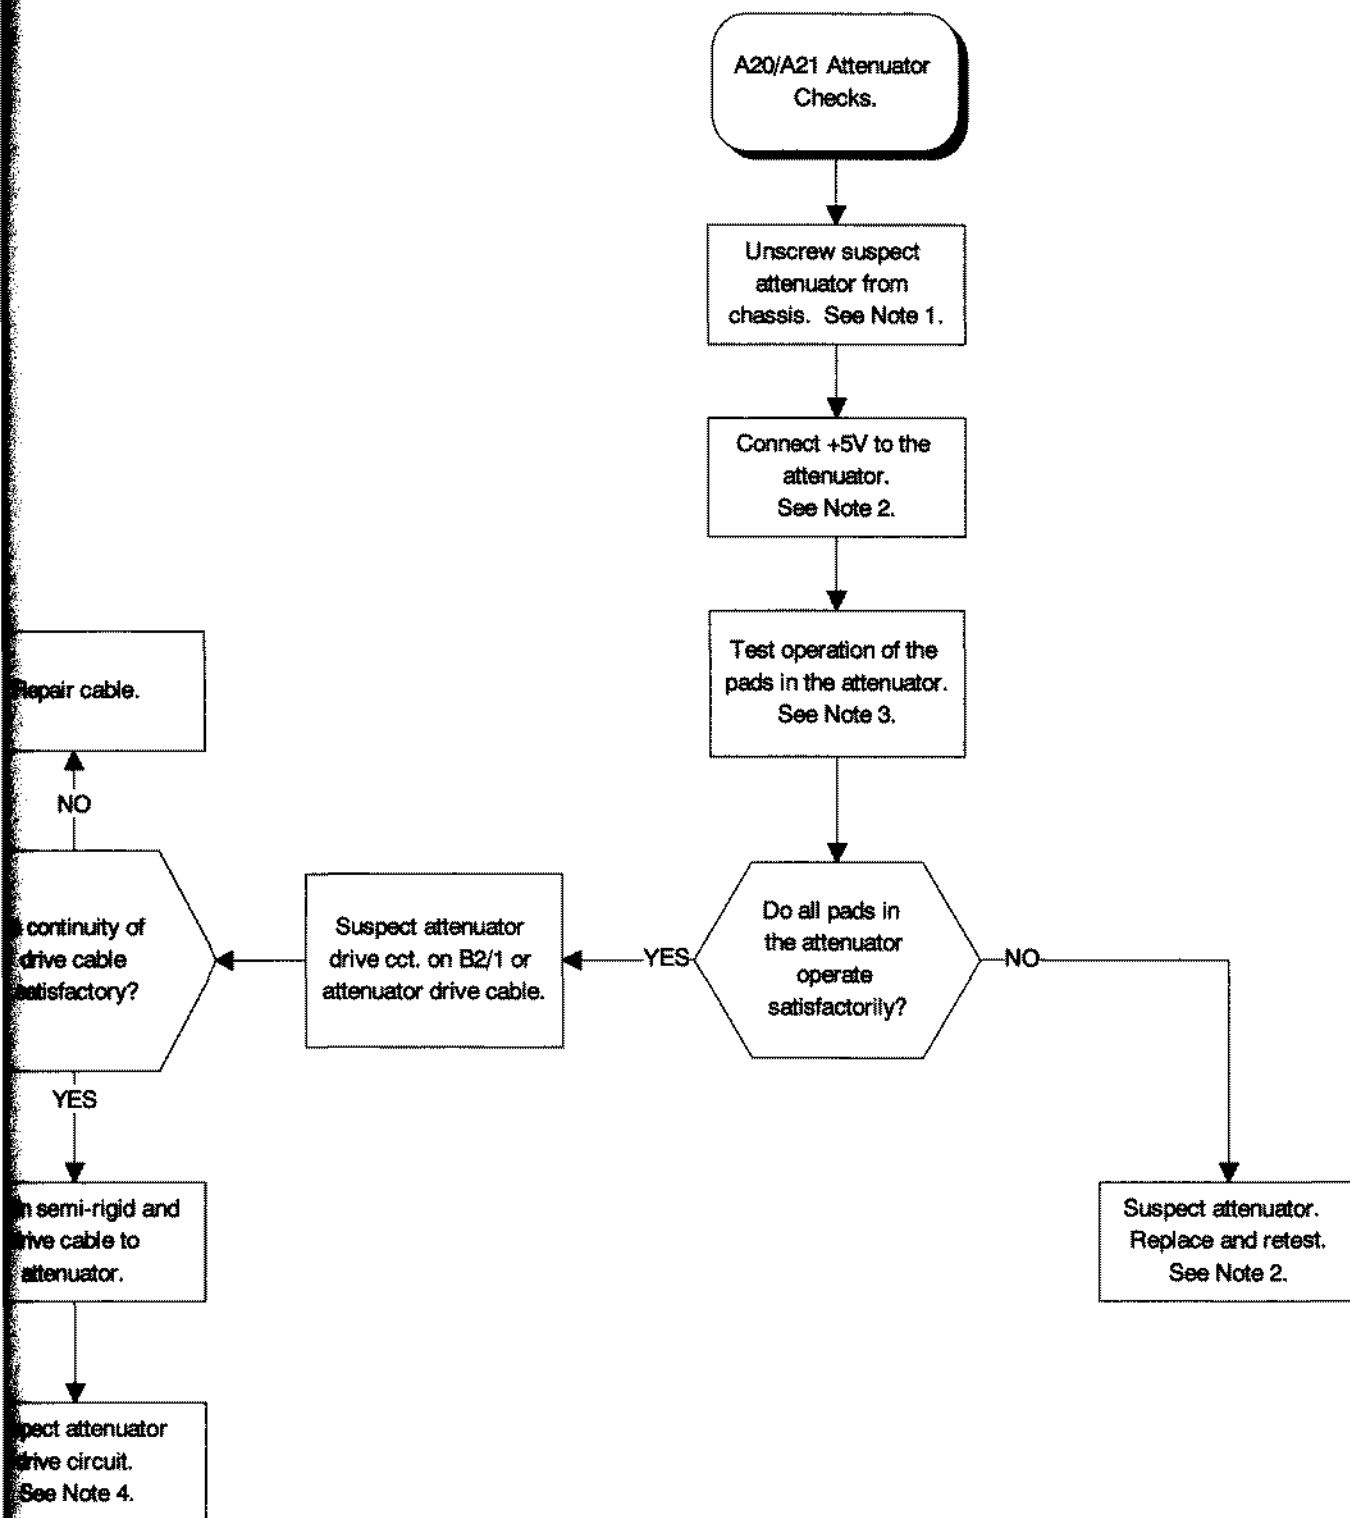 A20/A21 Attenuator
Checks.
Unscrew suspect
attenuator from
chassis. See Note 1.
Connect +5V to the
attenuator.
See Note 2.
Test operation of the
pads in the attenuator.
See Note 3.
Do all pads in
the attenuator
operate
satisfactorily?
YES
NO
Suspect attenuator
drive cct. on B2/1 or
attenuator drive cable.
continuity of
drive cable
satisfactory?
NO
Repair cable.
YES
semi-rigid and
drive cable to
attenuator.
attenuator
drive circuit.
See Note 4.
Suspect attenuator.
Replace and retest.
See Note 2.